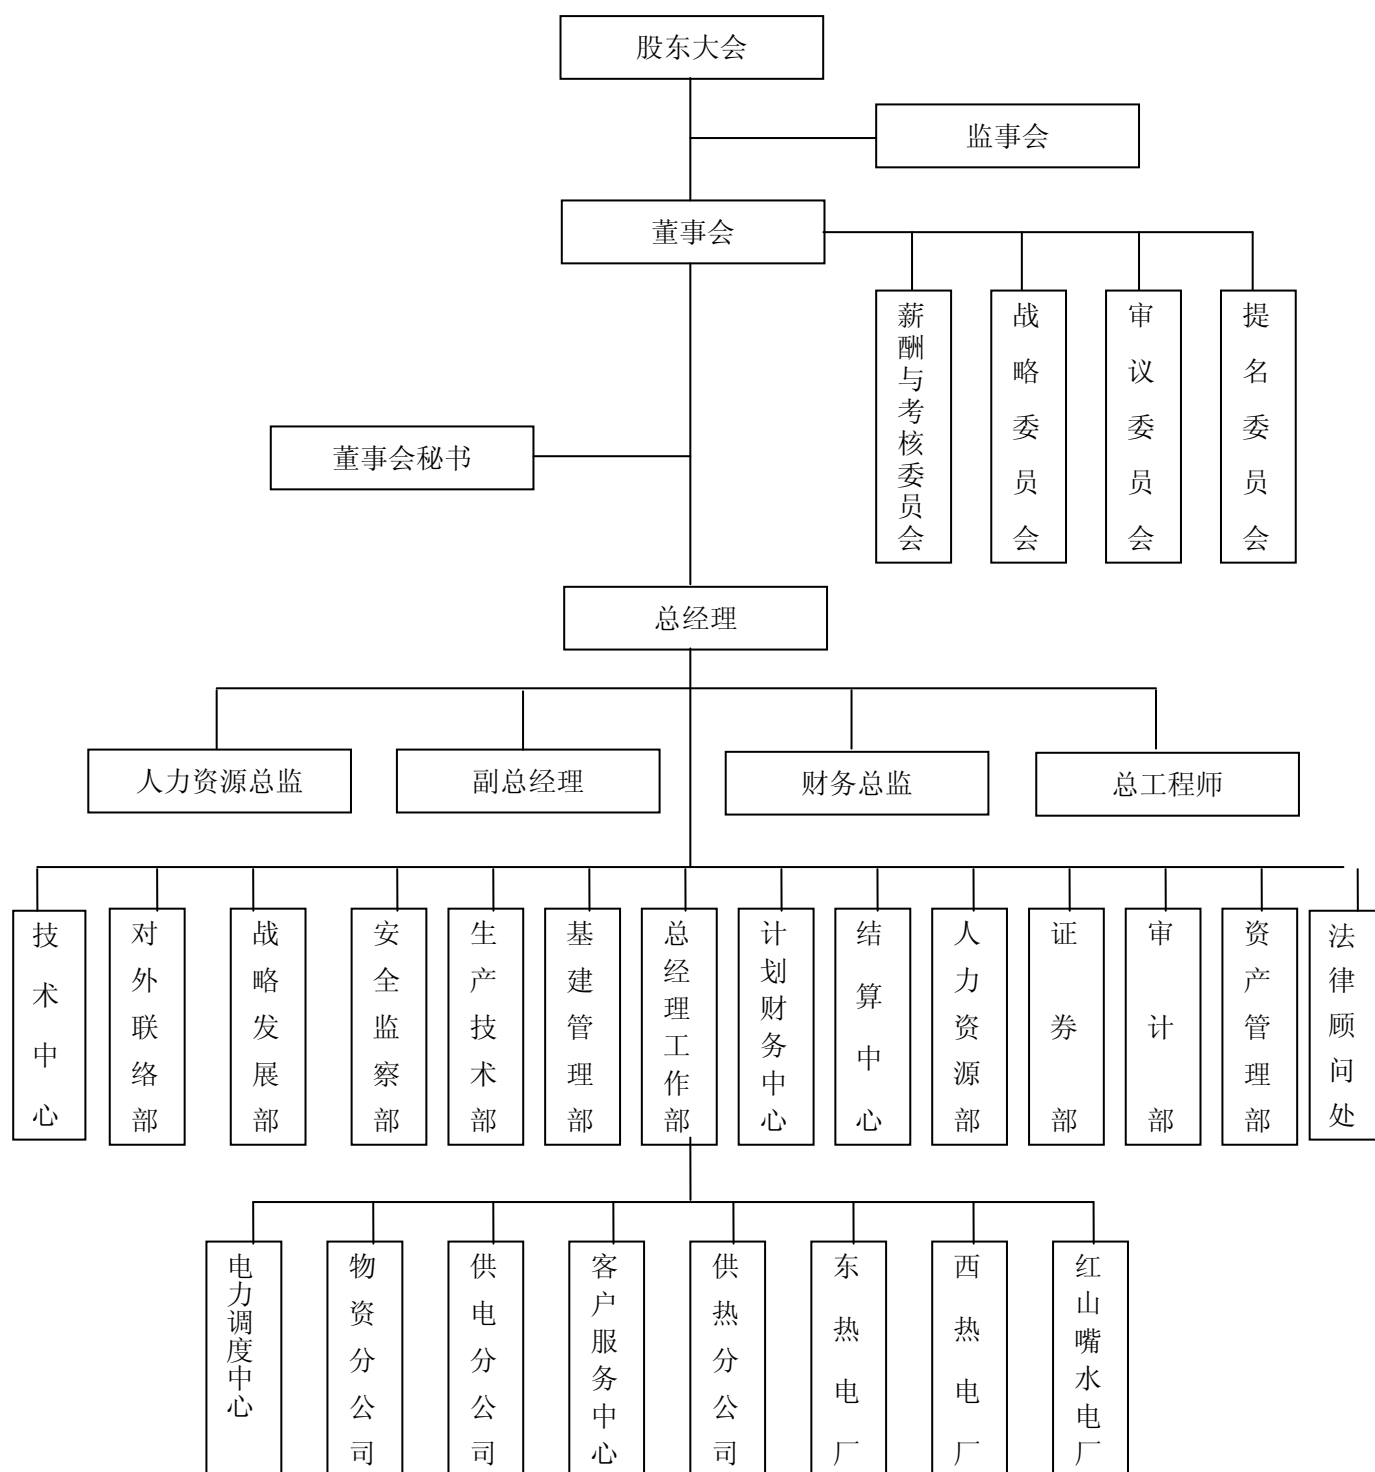 股东大会
监事会
董事会
薪酬与考核委员会
战略委员会
审议委员会
提名委员会
董事会秘书
总经理
人力资源总监
副总经理
财务总监
总工程师
技术中心
对外联络部
战略发展部
安全监察部
生产技术部
基建管理部
总经理工作部
计划财务中心
结算中心
人力资源部
证券部
审计部
资产管理部
法律顾问处
电力调度中心
物资分公司
供电分公司
客户服务中心
供热分公司
东热电厂
西热电厂
红山嘴水电厂